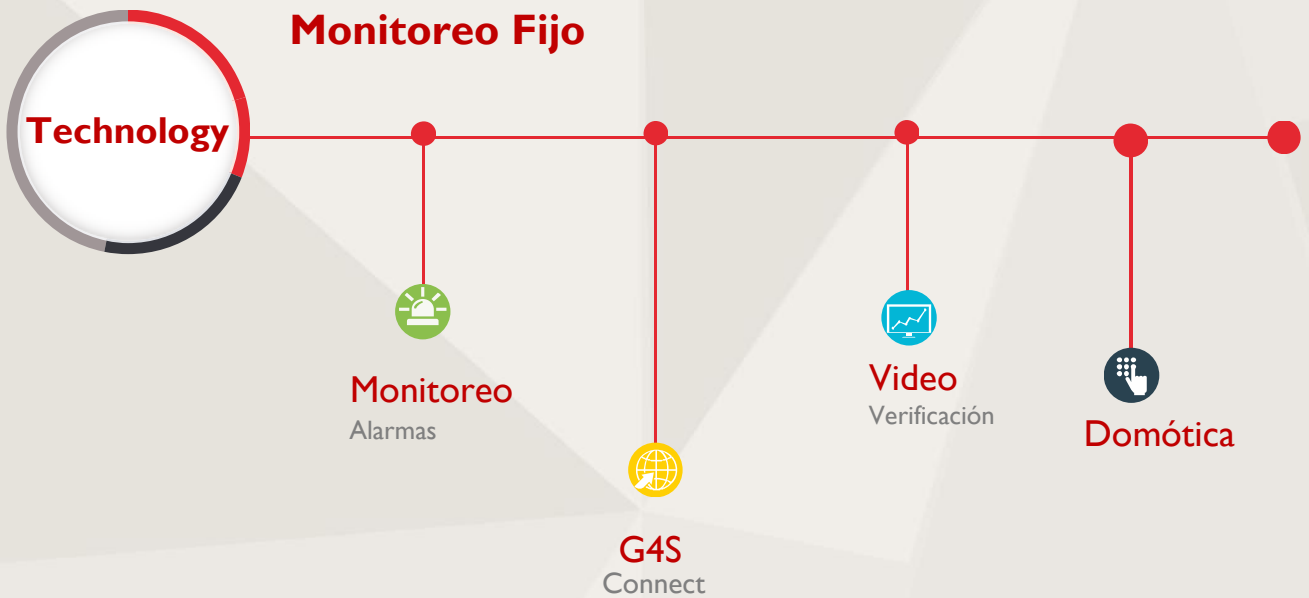 Monitoreo Fijo
Technology
Monitoreo
Alarmas
G4S
Connect
Video
Verificación
Domótica